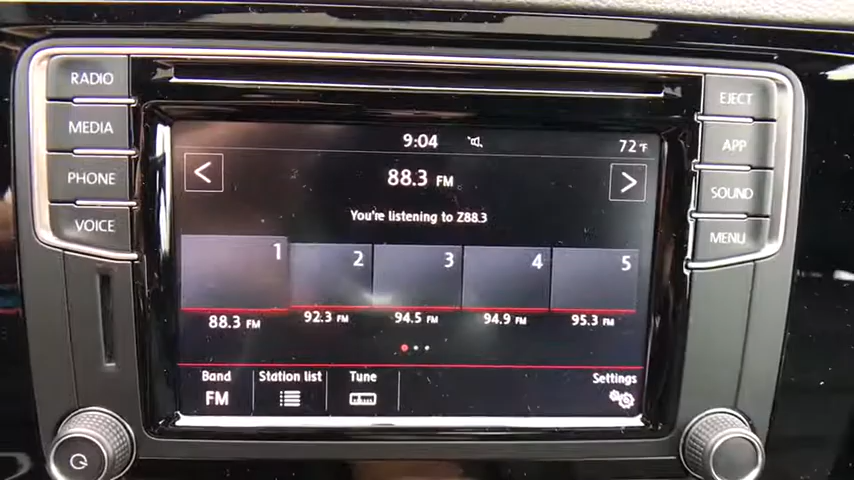 RADIO
MEDIA
PHONE
VOICE
EJECT
APP
SOUND
MENU
9:04
72°F
88.3 FM
You're listening to Z88.3
1
2
3
4
5
88.3 FM
92.3 FM
94.5 FM
94.9 FM
95.3 FM
Band
FM
Station list
Tune
Settings